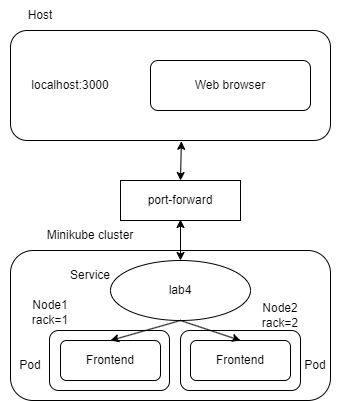 Host
localhost:3000
Web browser
port-forward
Minikube cluster
Service
lab4
Node1
rack=1
Node2
rack=2
Pod
Frontend
Frontend
Pod